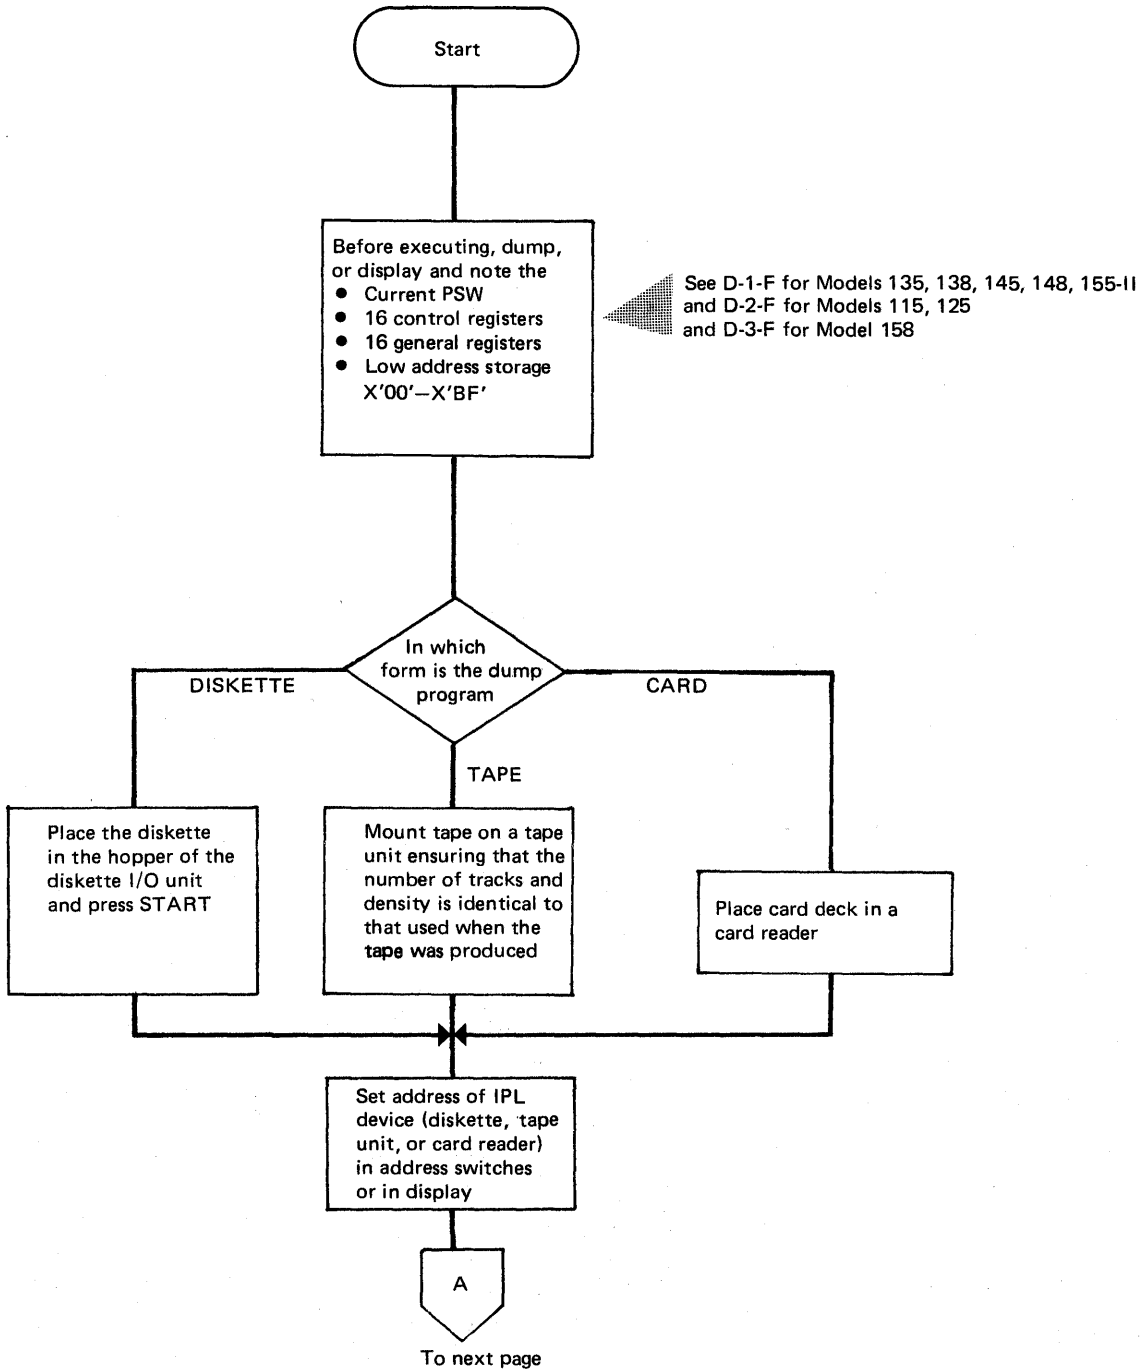 Start
Before executing, dump,
or display and note the
● Current PSW
● 16 control registers
● 16 general registers
● Low address storage
X'00'—X'BF'
See D-1-F for Models 135, 138, 145, 148, 155-II
and D-2-F for Models 115, 125
and D-3-F for Model 158
In which
form is the dump
program
DISKETTE
CARD
TAPE
Place the diskette
in the hopper of the
diskette I/O unit
and press START
Mount tape on a tape
unit ensuring that the
number of tracks and
density is identical to
that used when the
tape was produced
Place card deck in a
card reader
Set address of IPL
device (diskette, tape
unit, or card reader)
in address switches
or in display
A
To next page